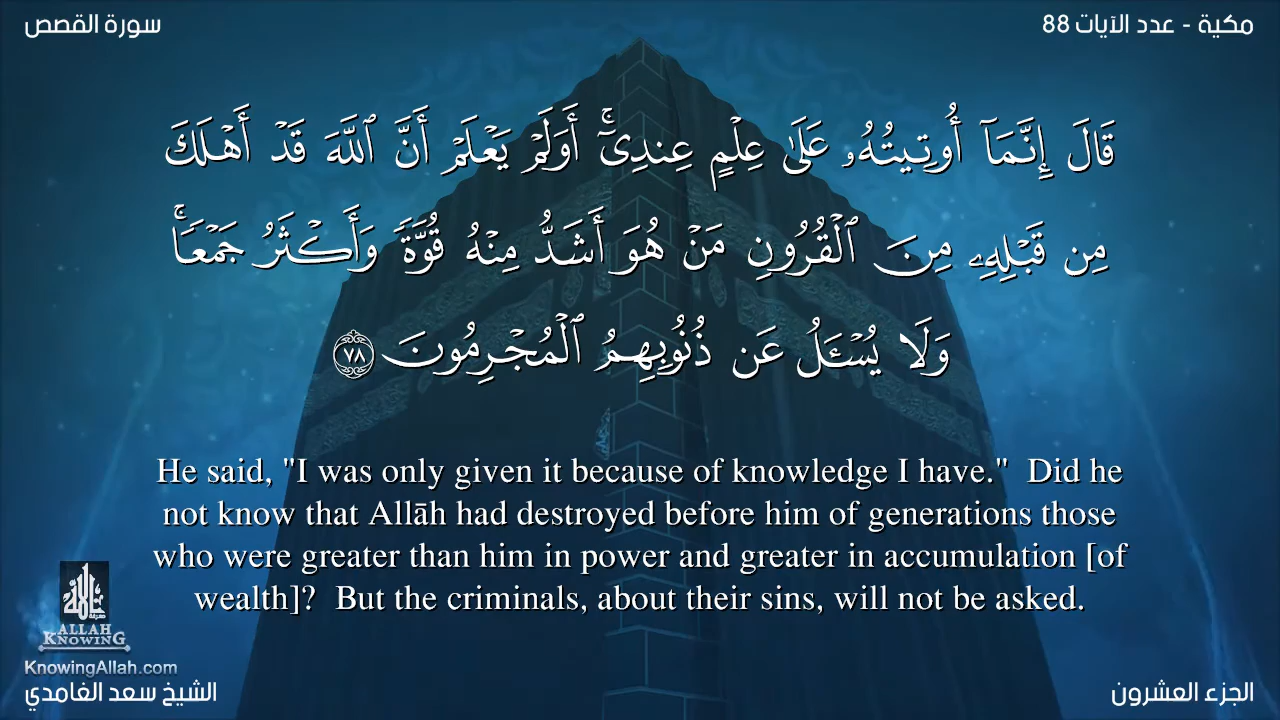 مكية - عدد الآيات 88
سورة القصص
قَالَ إِنَّمَآ أُوتِيتُهُۥ عَلَىٰ عِلْمٍ عِندِىٓ ۚ أَوَلَمْ يَعْلَمْ أَنَّ ٱللَّهَ قَدْ أَهْلَكَ
مِن قَبْلِهِۦ مِنَ ٱلْقُرُونِ مَنْ هُوَ أَشَدُّ مِنْهُ قُوَّةً وَأَكْثَرُ جَمْعًا ۚ
وَلَا يُسْـَٔلُ عَن ذُنُوبِهِمُ ٱلْمُجْرِمُونَ ٧٨
He said, "I was only given it because of knowledge I have." Did he
not know that Allāh had destroyed before him of generations those
who were greater than him in power and greater in accumulation [of
wealth]? But the criminals, about their sins, will not be asked.
ALLAH
KNOWING
KnowingAllah.com
الجزء العشرون
الشيخ سعد الغامدي